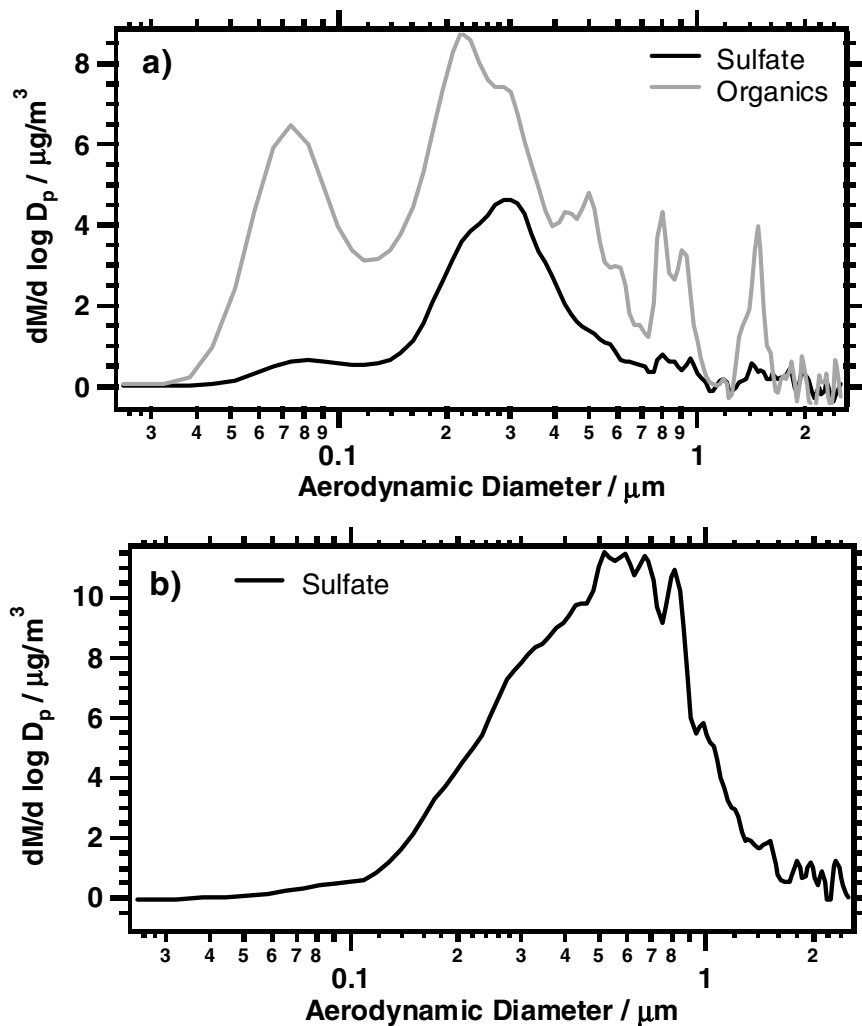 a)
Sulfate
Organics
8
6
4
2
0
dM/d log Dp / μg/m³
3 4 5 6 7 8 9 2 3 4 5 6 7 8 9 2
0.1 1
Aerodynamic Diameter / μm
b)
Sulfate
10
8
6
4
2
0
dM/d log Dp / μg/m³
3 4 5 6 7 8 2 3 4 5 6 7 8 2
0.1 1
Aerodynamic Diameter / μm